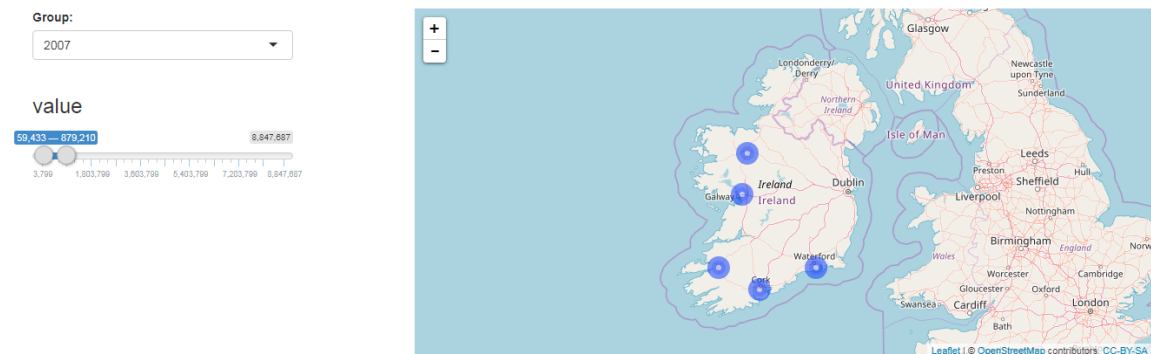 Group:
2007
value
59,433 — 879,210
8,847,687
3,799
1,803,799
3,603,799
5,403,799
7,203,799
8,847,687
+
−
Glasgow
Londonderry/
Derry
Newcastle
upon Tyne
United Kingdom
Sunderland
Northern
Ireland
Isle of Man
Leeds
Preston
Hull
Ireland
Dublin
Sheffield
Galway
Ireland
Liverpool
Nottingham
Birmingham
England
Norw
Waterford
Wales
Worcester
Cambridge
Cork
Gloucester
Oxford
Swansea
Cardiff
London
Bath
Leaflet | © OpenStreetMap contributors, CC-BY-SA